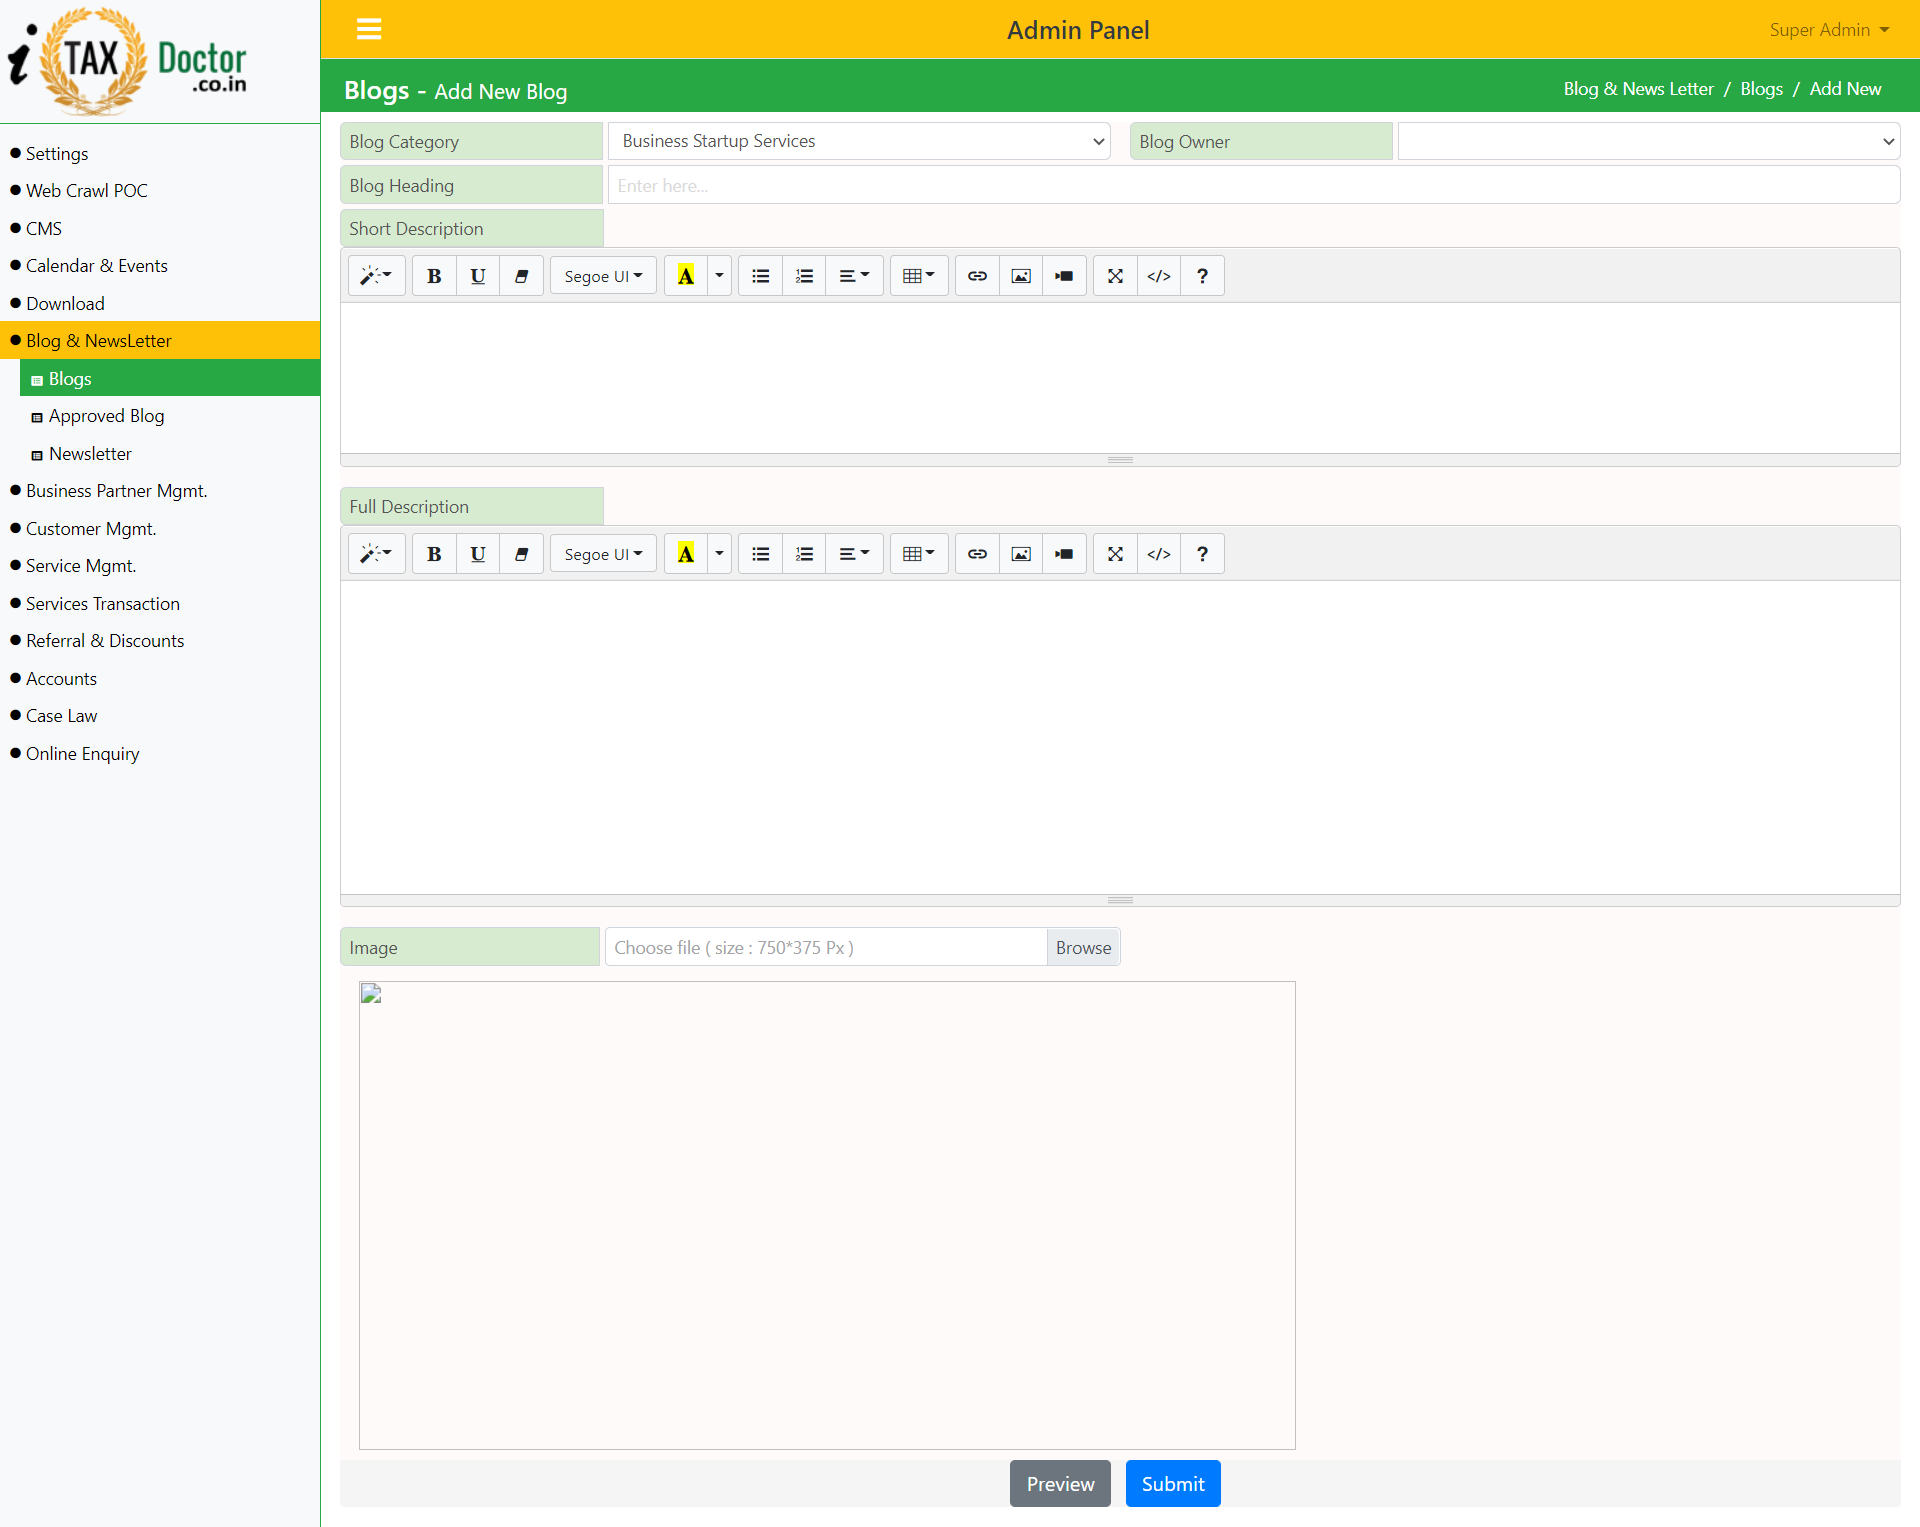 i TAX Doctor
.co.in
Admin Panel
Super Admin
Blogs - Add New Blog
Blog & News Letter / Blogs / Add New
Settings
Web Crawl POC
CMS
Calendar & Events
Download
Blog & NewsLetter
Blogs
Approved Blog
Newsletter
Business Partner Mgmt.
Customer Mgmt.
Service Mgmt.
Services Transaction
Referral & Discounts
Accounts
Case Law
Online Enquiry
Blog Category
Business Startup Services
Blog Owner
Blog Heading
Enter here...
Short Description
B U Segoe UI A </> ?
Full Description
B U Segoe UI A </> ?
Image
Choose file ( size : 750*375 Px )
Browse
Preview
Submit